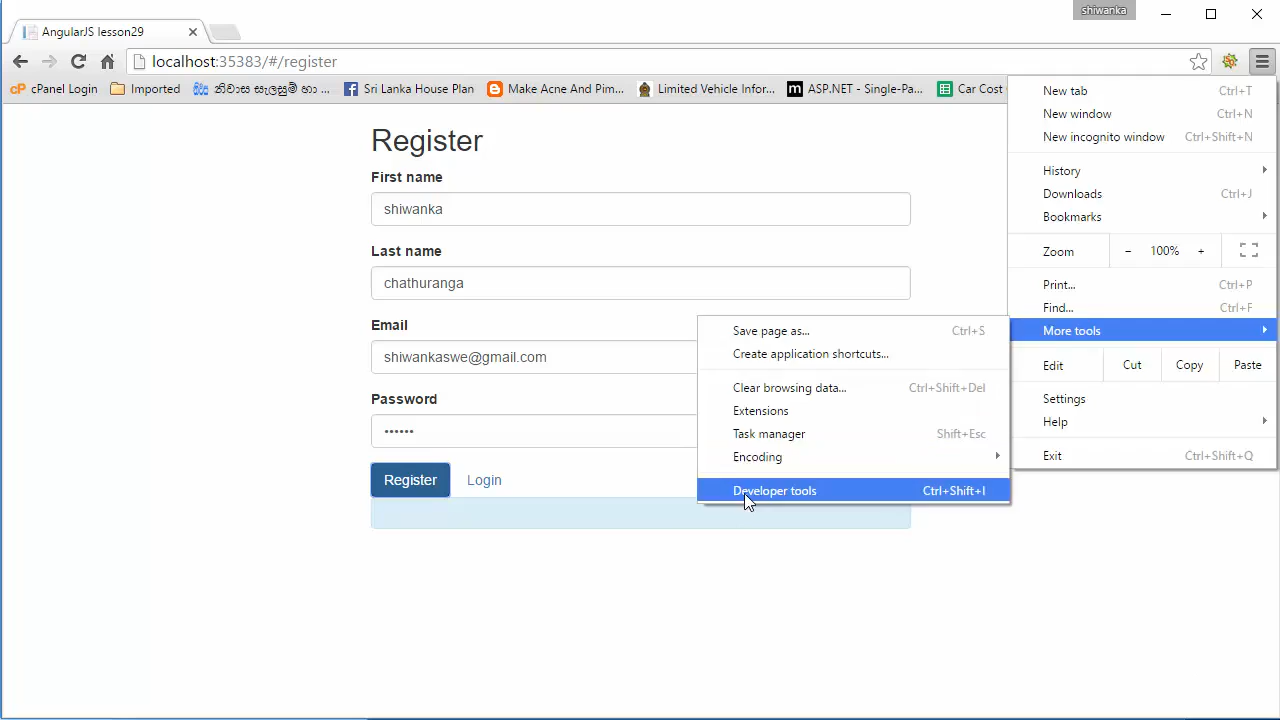 shiwanka
AngularJS lesson29
localhost:35383/#/register
cPanel Login
Imported
නිවාස සැලසුම් හා ...
Sri Lanka House Plan
Make Acne And Pim...
Limited Vehicle Infor...
ASP.NET - Single-Pa...
Car Cost
Register
First name
shiwanka
Last name
chathuranga
Email
shiwankaswe@gmail.com
Password
••••••
Register Login
New tab Ctrl+T
New window Ctrl+N
New incognito window Ctrl+Shift+N
History
Downloads Ctrl+J
Bookmarks
Zoom - 100% +
Print... Ctrl+P
Find... Ctrl+F
More tools
Edit Cut Copy Paste
Settings
Help
Exit Ctrl+Shift+Q
Save page as... Ctrl+S
Create application shortcuts...
Clear browsing data... Ctrl+Shift+Del
Extensions
Task manager Shift+Esc
Encoding
Developer tools Ctrl+Shift+I